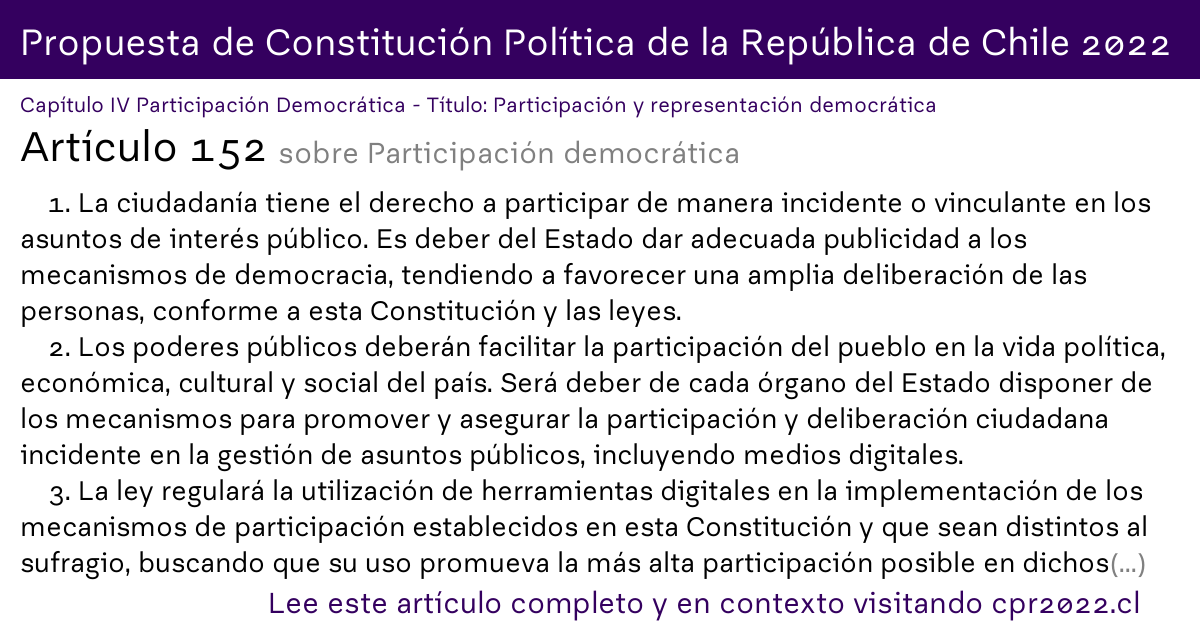 Propuesta de Constitución Política de la República de Chile 2022
Capítulo IV Participación Democrática - Título: Participación y representación democrática
Artículo 152 sobre Participación democrática
1. La ciudadanía tiene el derecho a participar de manera incidente o vinculante en los
asuntos de interés público. Es deber del Estado dar adecuada publicidad a los
mecanismos de democracia, tendiendo a favorecer una amplia deliberación de las
personas, conforme a esta Constitución y las leyes.
2. Los poderes públicos deberán facilitar la participación del pueblo en la vida política,
económica, cultural y social del país. Será deber de cada órgano del Estado disponer de
los mecanismos para promover y asegurar la participación y deliberación ciudadana
incidente en la gestión de asuntos públicos, incluyendo medios digitales.
3. La ley regulará la utilización de herramientas digitales en la implementación de los
mecanismos de participación establecidos en esta Constitución y que sean distintos al
sufragio, buscando que su uso promueva la más alta participación posible en dichos(...)
Lee este artículo completo y en contexto visitando cpr2022.cl